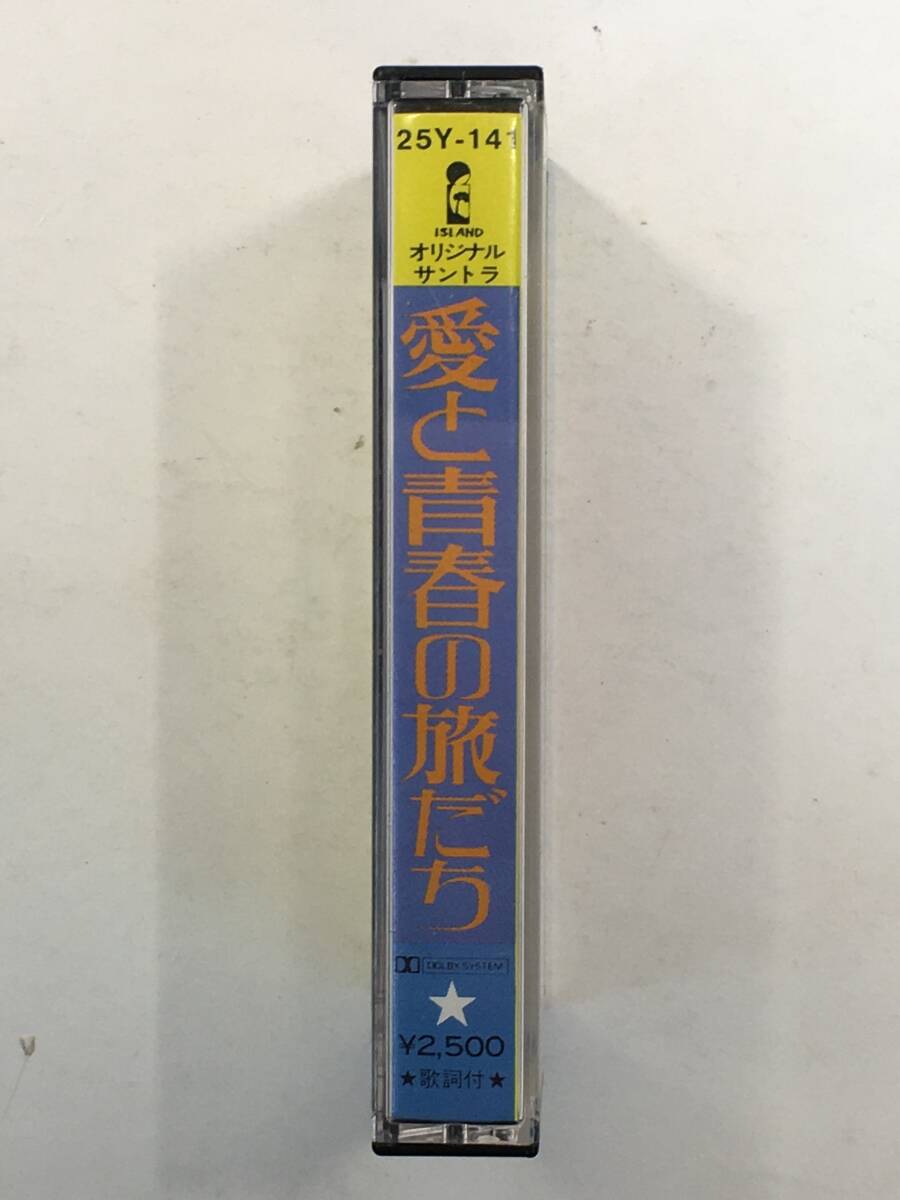 25Y-141
ISLAND
オリジナル
サントラ
愛と青春の旅だち
DOLBY SYSTEM
★
¥2,500
★歌詞付★